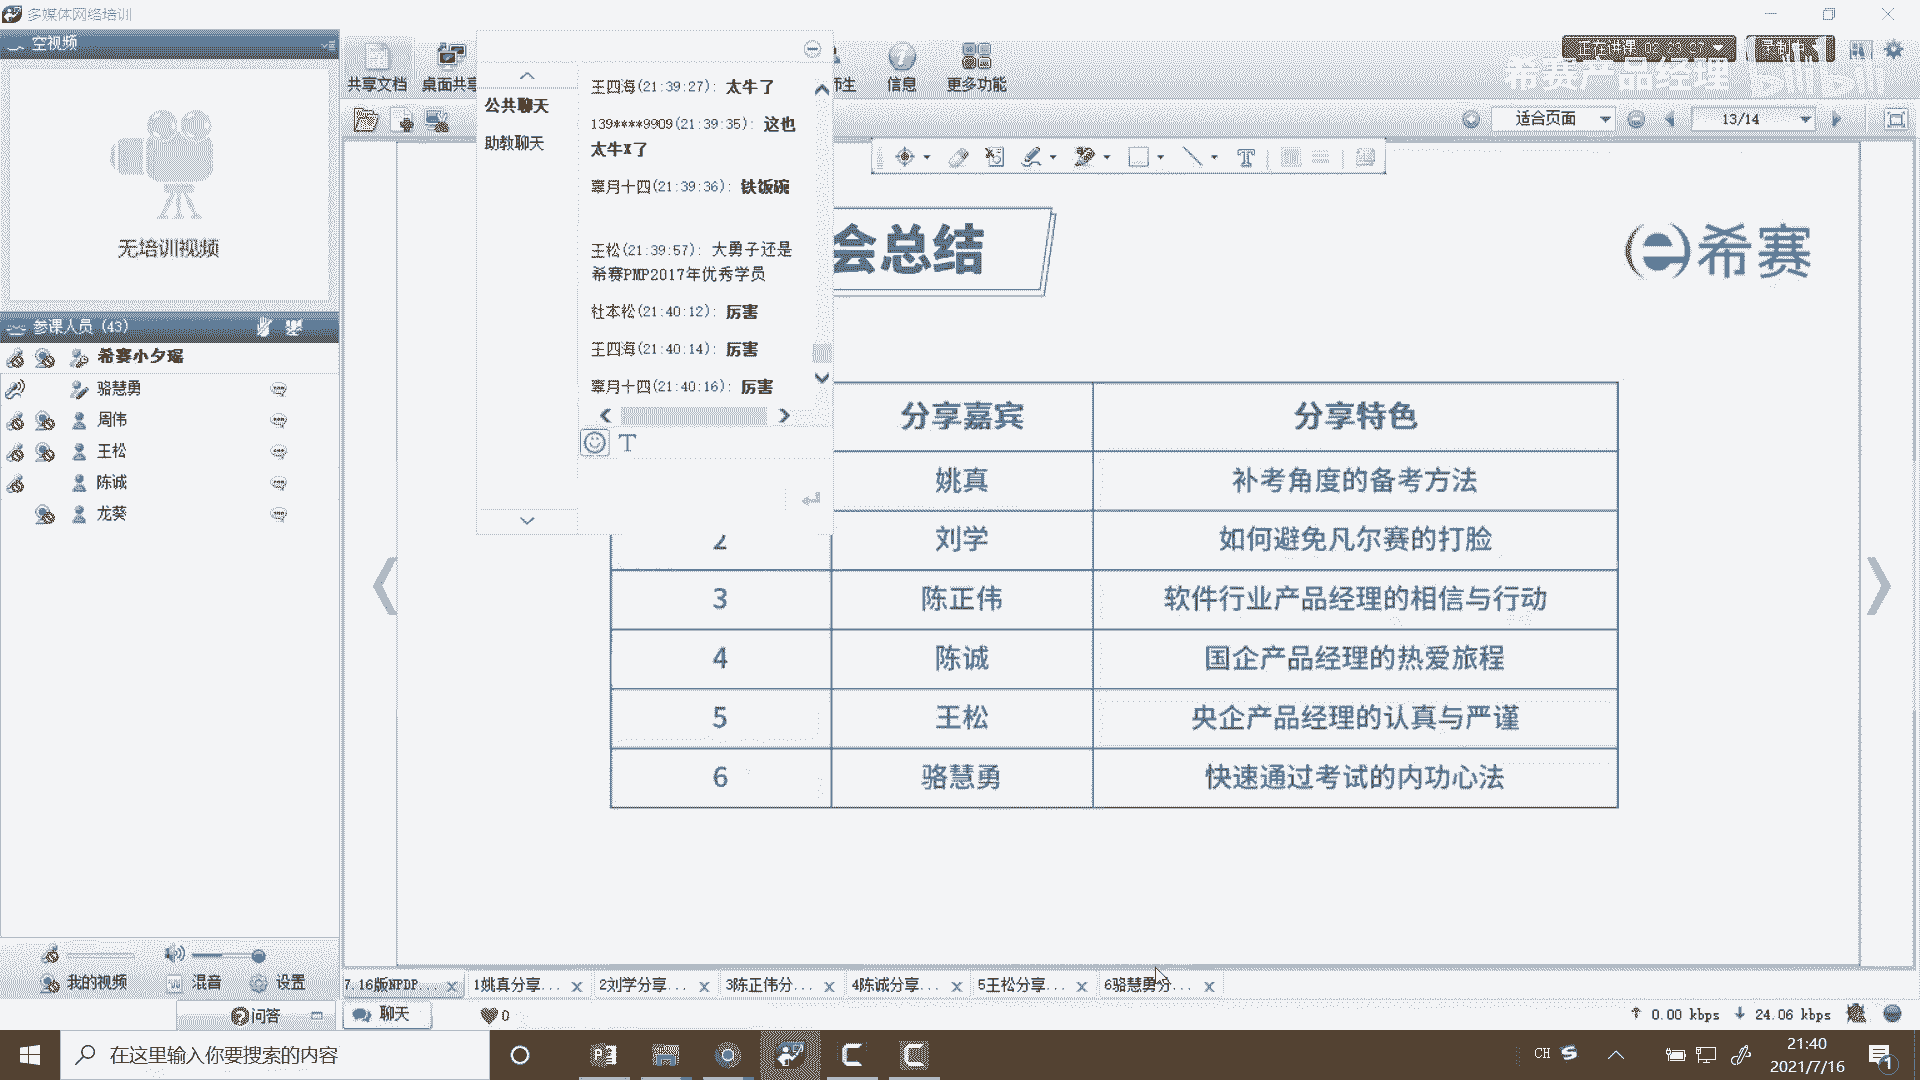 多媒体网络培训
空视频
无培训视频
参课人员 (43)
希赛小夕瑶
骆慧勇
周伟
王松
陈诚
龙葵
我的视频 混音 设置
问答
共享文档 桌面共享
生 信息 更多功能
正在讲课
录制中
希赛产品经理 bilibili
适合页面
13/14
公共聊天
助教聊天
王四海(21:39:27): 太牛了
139****9909(21:39:35): 这也
太牛X了
辜月十四(21:39:36): 铁饭碗
王松(21:39:57): 大勇子还是
希赛PMP2017年优秀学员
杜本松(21:40:12): 厉害
王四海(21:40:14): 厉害
辜月十四(21:40:16): 厉害
T
会总结
希赛
分享嘉宾 分享特色
姚真 补考角度的备考方法
2 刘学 如何避免凡尔赛的打脸
3 陈正伟 软件行业产品经理的相信与行动
4 陈诚 国企产品经理的热爱旅程
5 王松 央企产品经理的认真与严谨
6 骆慧勇 快速通过考试的内功心法
7.16版NPDP... 1姚真分享... 2刘学分享... 3陈正伟分... 4陈诚分享... 5王松分享... 6骆慧勇分...
聊天 0
0.00 kbps 24.06 kbps
在这里输入你要搜索的内容
CH
21:40
2021/7/16
1